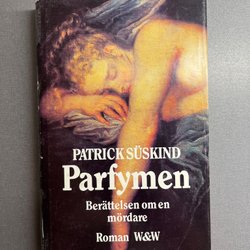 PATRICK SÜSKIND
Parfymen
Berättelsen om en
mördare
Roman W&W